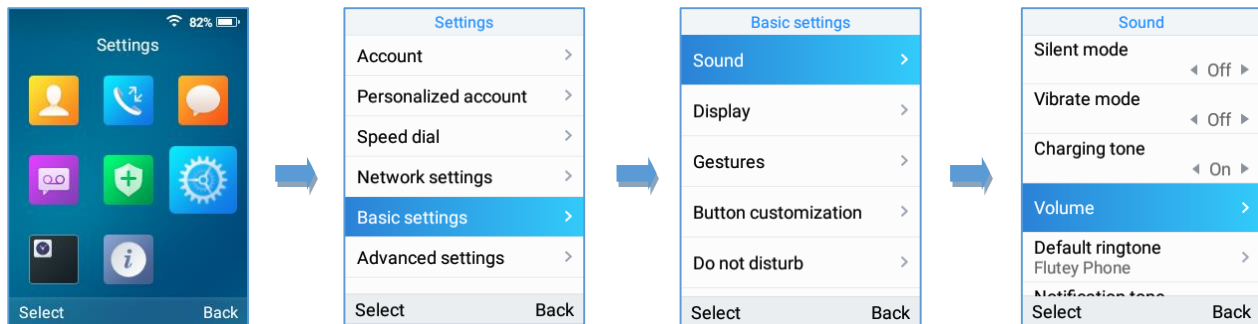 82%
Settings
Select Back
Settings
Account
Personalized account
Speed dial
Network settings
Basic settings
Advanced settings
Select Back
Basic settings
Sound
Display
Gestures
Button customization
Do not disturb
Select Back
Sound
Silent mode
Off
Vibrate mode
Off
Charging tone
On
Volume
Default ringtone
Flutey Phone
Notification tone
Select Back